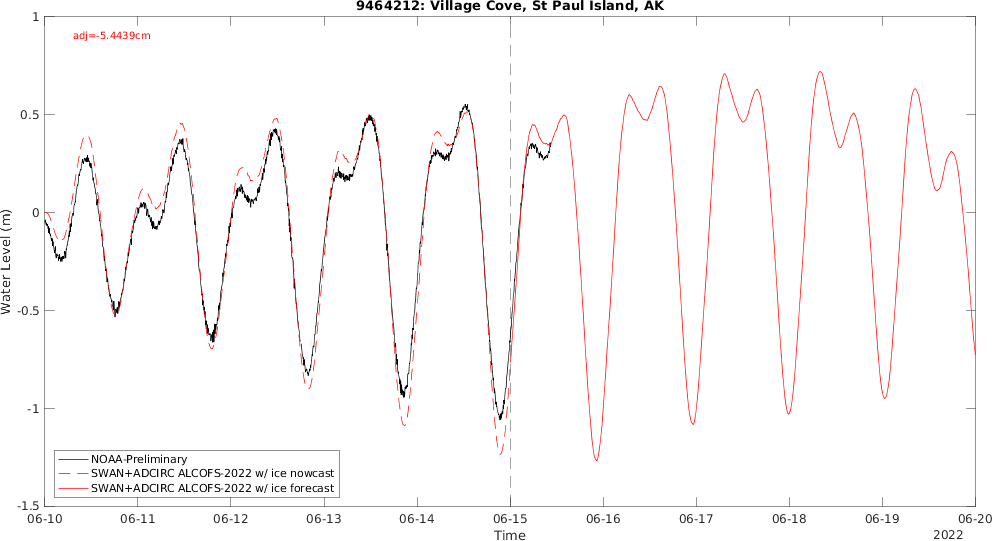 9464212: Village Cove, St Paul Island, AK
adj=-5.4439cm
1
0.5
0
-0.5
-1
-1.5
Water Level (m)
NOAA-Preliminary
SWAN+ADCIRC ALCOFS-2022 w/ ice nowcast
SWAN+ADCIRC ALCOFS-2022 w/ ice forecast
06-10 06-11 06-12 06-13 06-14 06-15 06-16 06-17 06-18 06-19 06-20
Time
2022